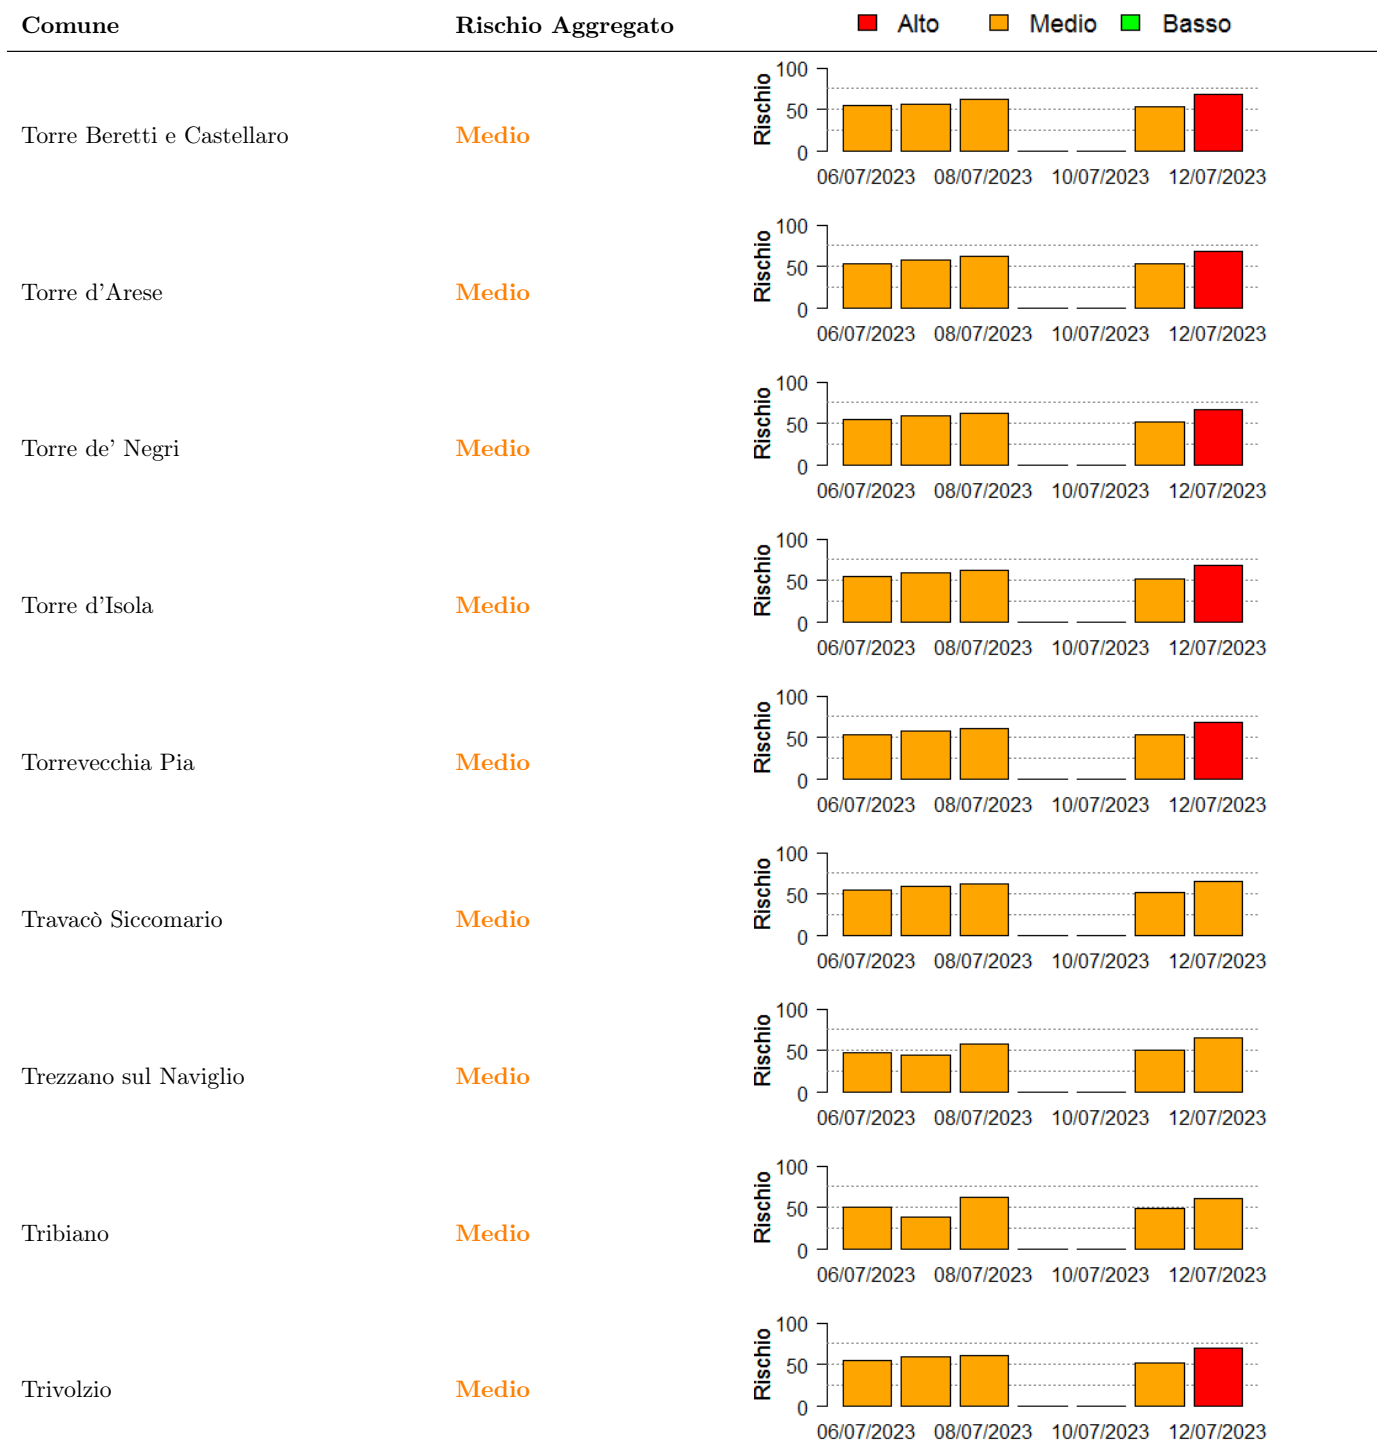 Comune Rischio Aggregato Alto Medio Basso
100
50
0
Rischio
Torre Beretti e Castellaro Medio
06/07/2023 08/07/2023 10/07/2023 12/07/2023
100
50
0
Rischio
Torre d'Arese Medio
06/07/2023 08/07/2023 10/07/2023 12/07/2023
100
50
0
Rischio
Torre de' Negri Medio
06/07/2023 08/07/2023 10/07/2023 12/07/2023
100
50
0
Rischio
Torre d'Isola Medio
06/07/2023 08/07/2023 10/07/2023 12/07/2023
100
50
0
Rischio
Torrevecchia Pia Medio
06/07/2023 08/07/2023 10/07/2023 12/07/2023
100
50
0
Rischio
Travacò Siccomario Medio
06/07/2023 08/07/2023 10/07/2023 12/07/2023
100
50
0
Rischio
Trezzano sul Naviglio Medio
06/07/2023 08/07/2023 10/07/2023 12/07/2023
100
50
0
Rischio
Tribiano Medio
06/07/2023 08/07/2023 10/07/2023 12/07/2023
100
50
0
Rischio
Trivolzio Medio
06/07/2023 08/07/2023 10/07/2023 12/07/2023